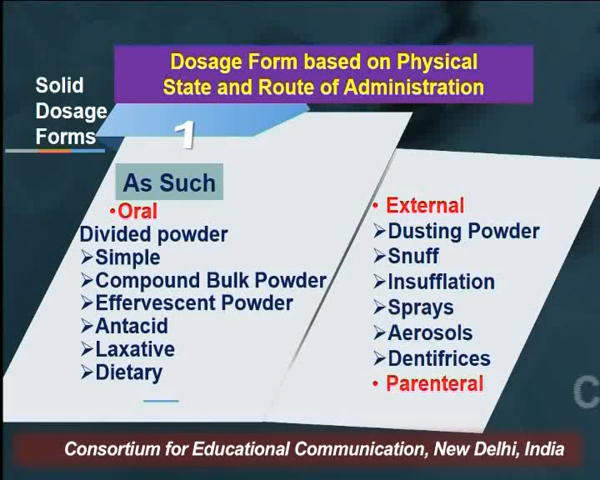 Dosage Form based on Physical
State and Route of Administration
Solid
Dosage
Forms
1
As Such
•Oral
Divided powder
➢Simple
➢Compound Bulk Powder
➢Effervescent Powder
➢Antacid
➢Laxative
➢Dietary
• External
➢Dusting Powder
➢Snuff
➢Insufflation
➢Sprays
➢Aerosols
➢Dentifrices
• Parenteral
C
Consortium for Educational Communication, New Delhi, India